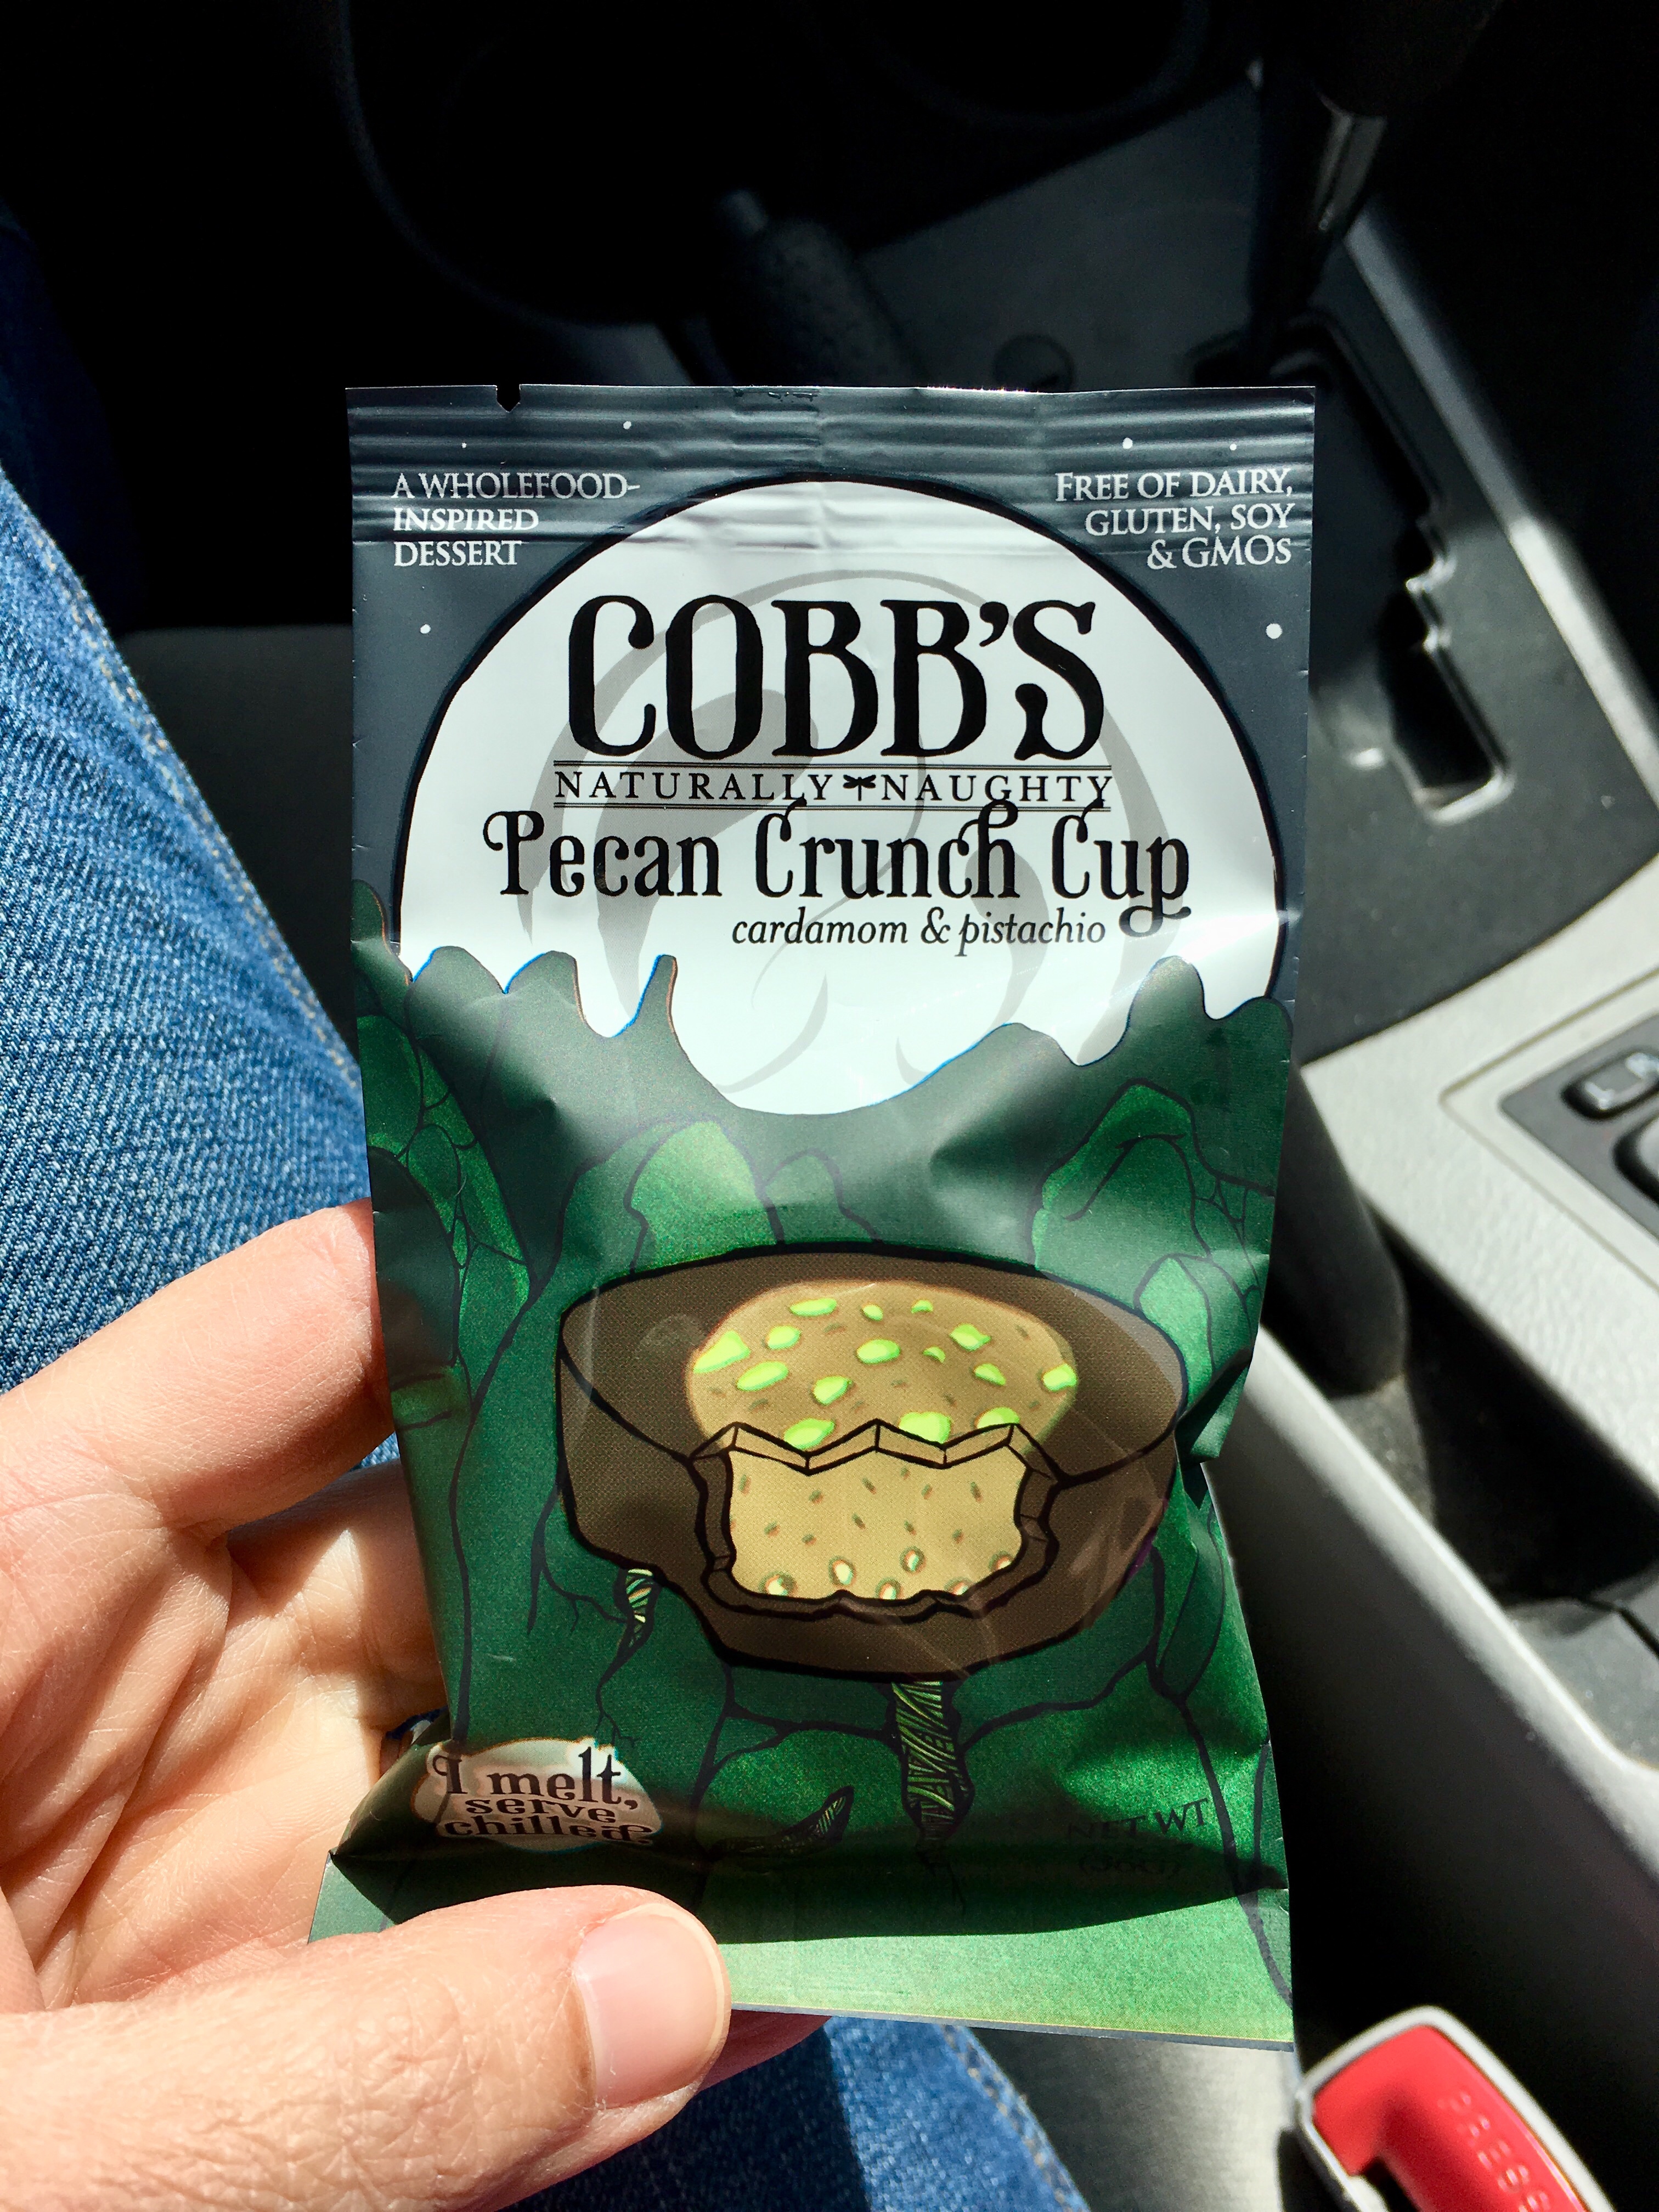 A WHOLEFOOD-
INSPIRED
DESSERT
FREE OF DAIRY,
GLUTEN, SOY
& GMOS
COBB'S
NATURALLY NAUGHTY
Pecan Crunch Cup
cardamom & pistachio
I melt,
serve
chilled
NET WT
PRESS